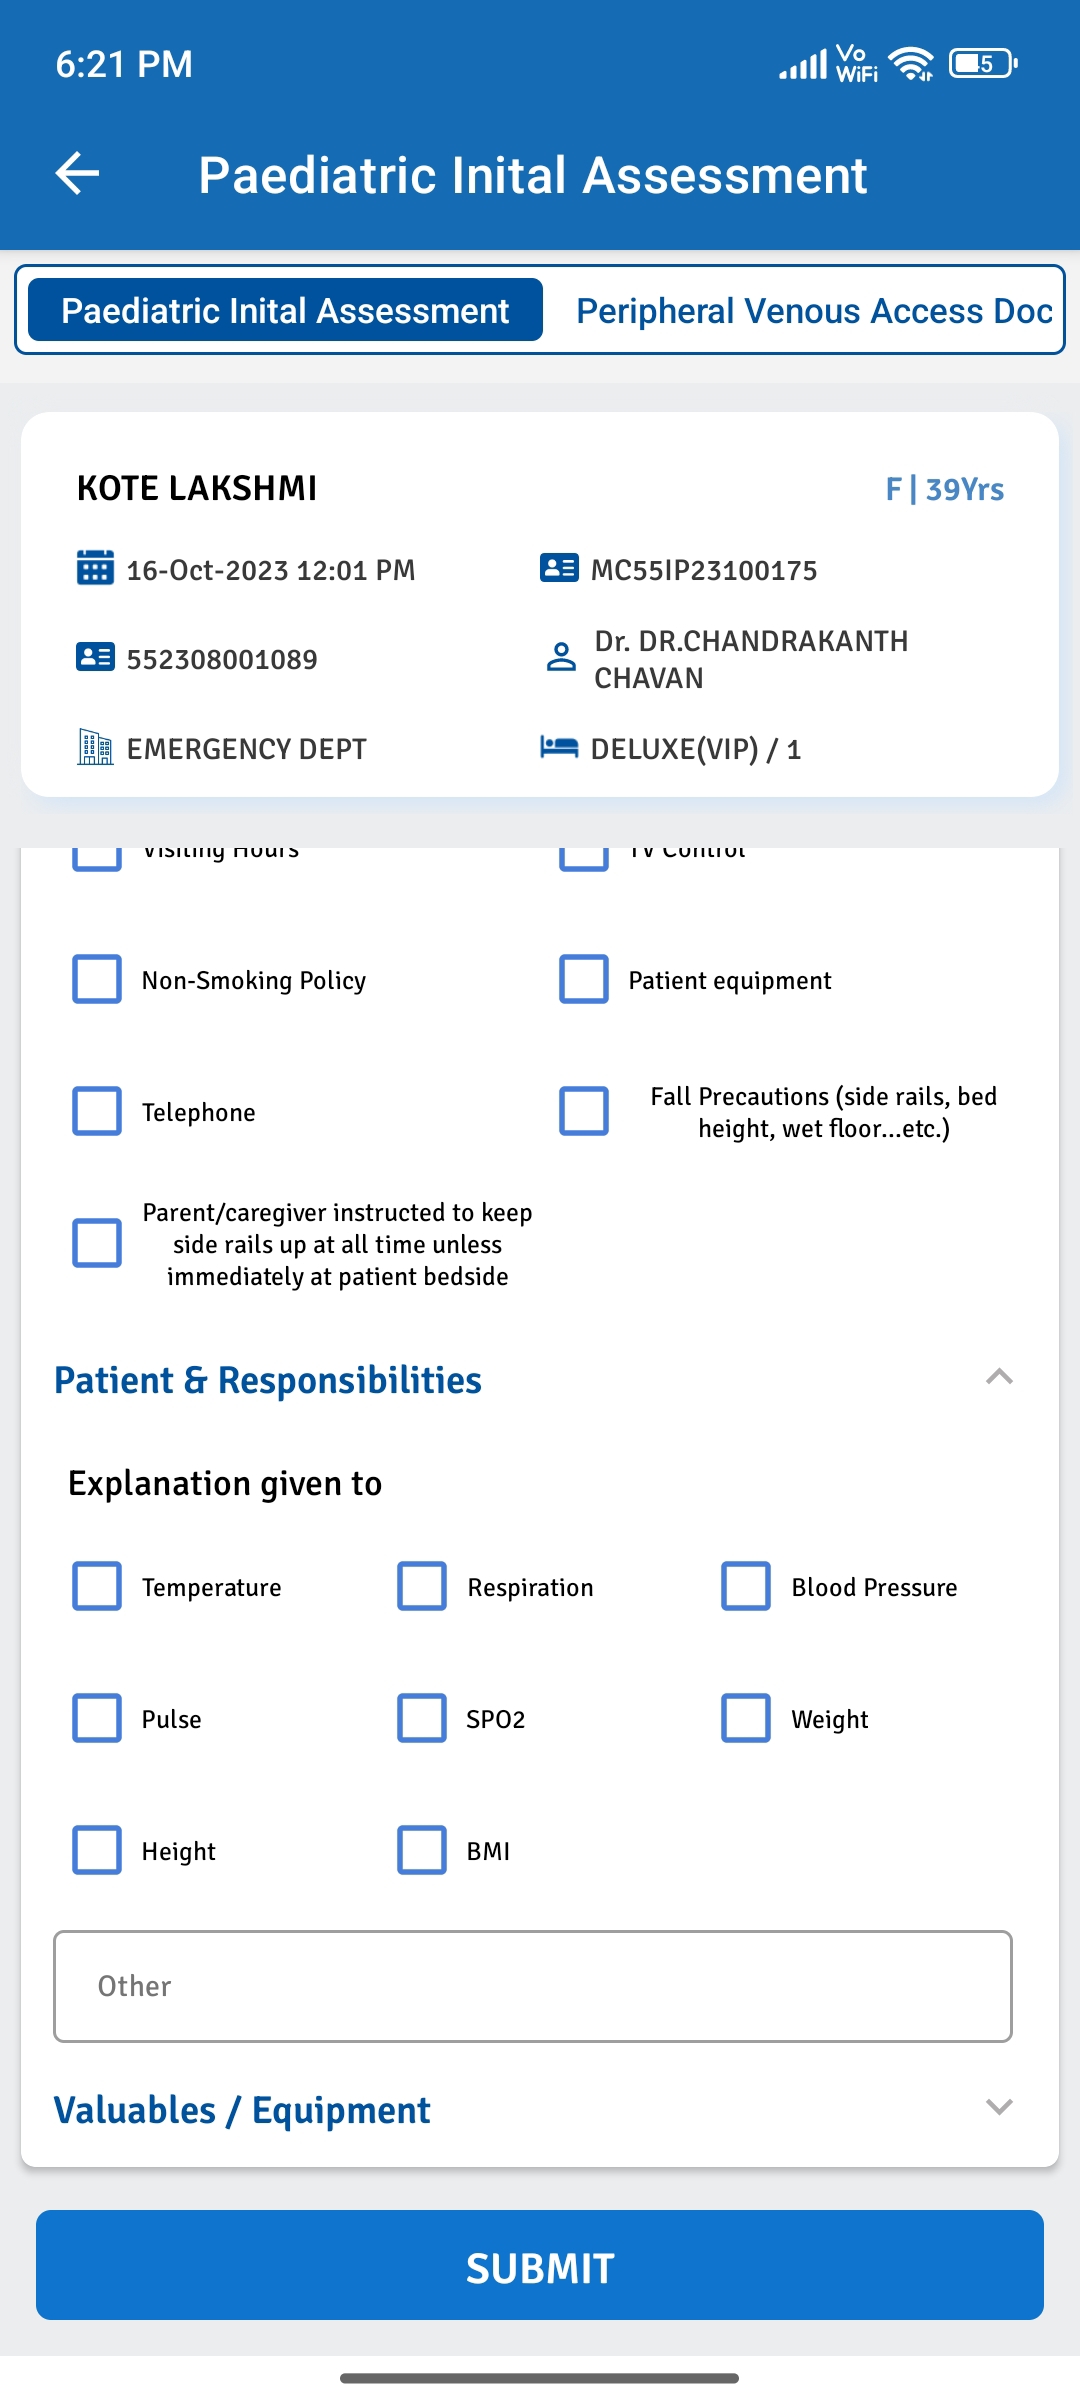 6:21 PM
Vo
WiFi
45
Paediatric Inital Assessment
Paediatric Inital Assessment
Peripheral Venous Access Doc
KOTE LAKSHMI
F | 39Yrs
16-Oct-2023 12:01 PM
MC55IP23100175
552308001089
Dr. DR.CHANDRAKANTH
CHAVAN
EMERGENCY DEPT
DELUXE(VIP) / 1
Visiting Hours
TV Control
Non-Smoking Policy
Patient equipment
Telephone
Fall Precautions (side rails, bed
height, wet floor...etc.)
Parent/caregiver instructed to keep
side rails up at all time unless
immediately at patient bedside
Patient & Responsibilities
Explanation given to
Temperature
Respiration
Blood Pressure
Pulse
SPO2
Weight
Height
BMI
Other
Valuables / Equipment
SUBMIT